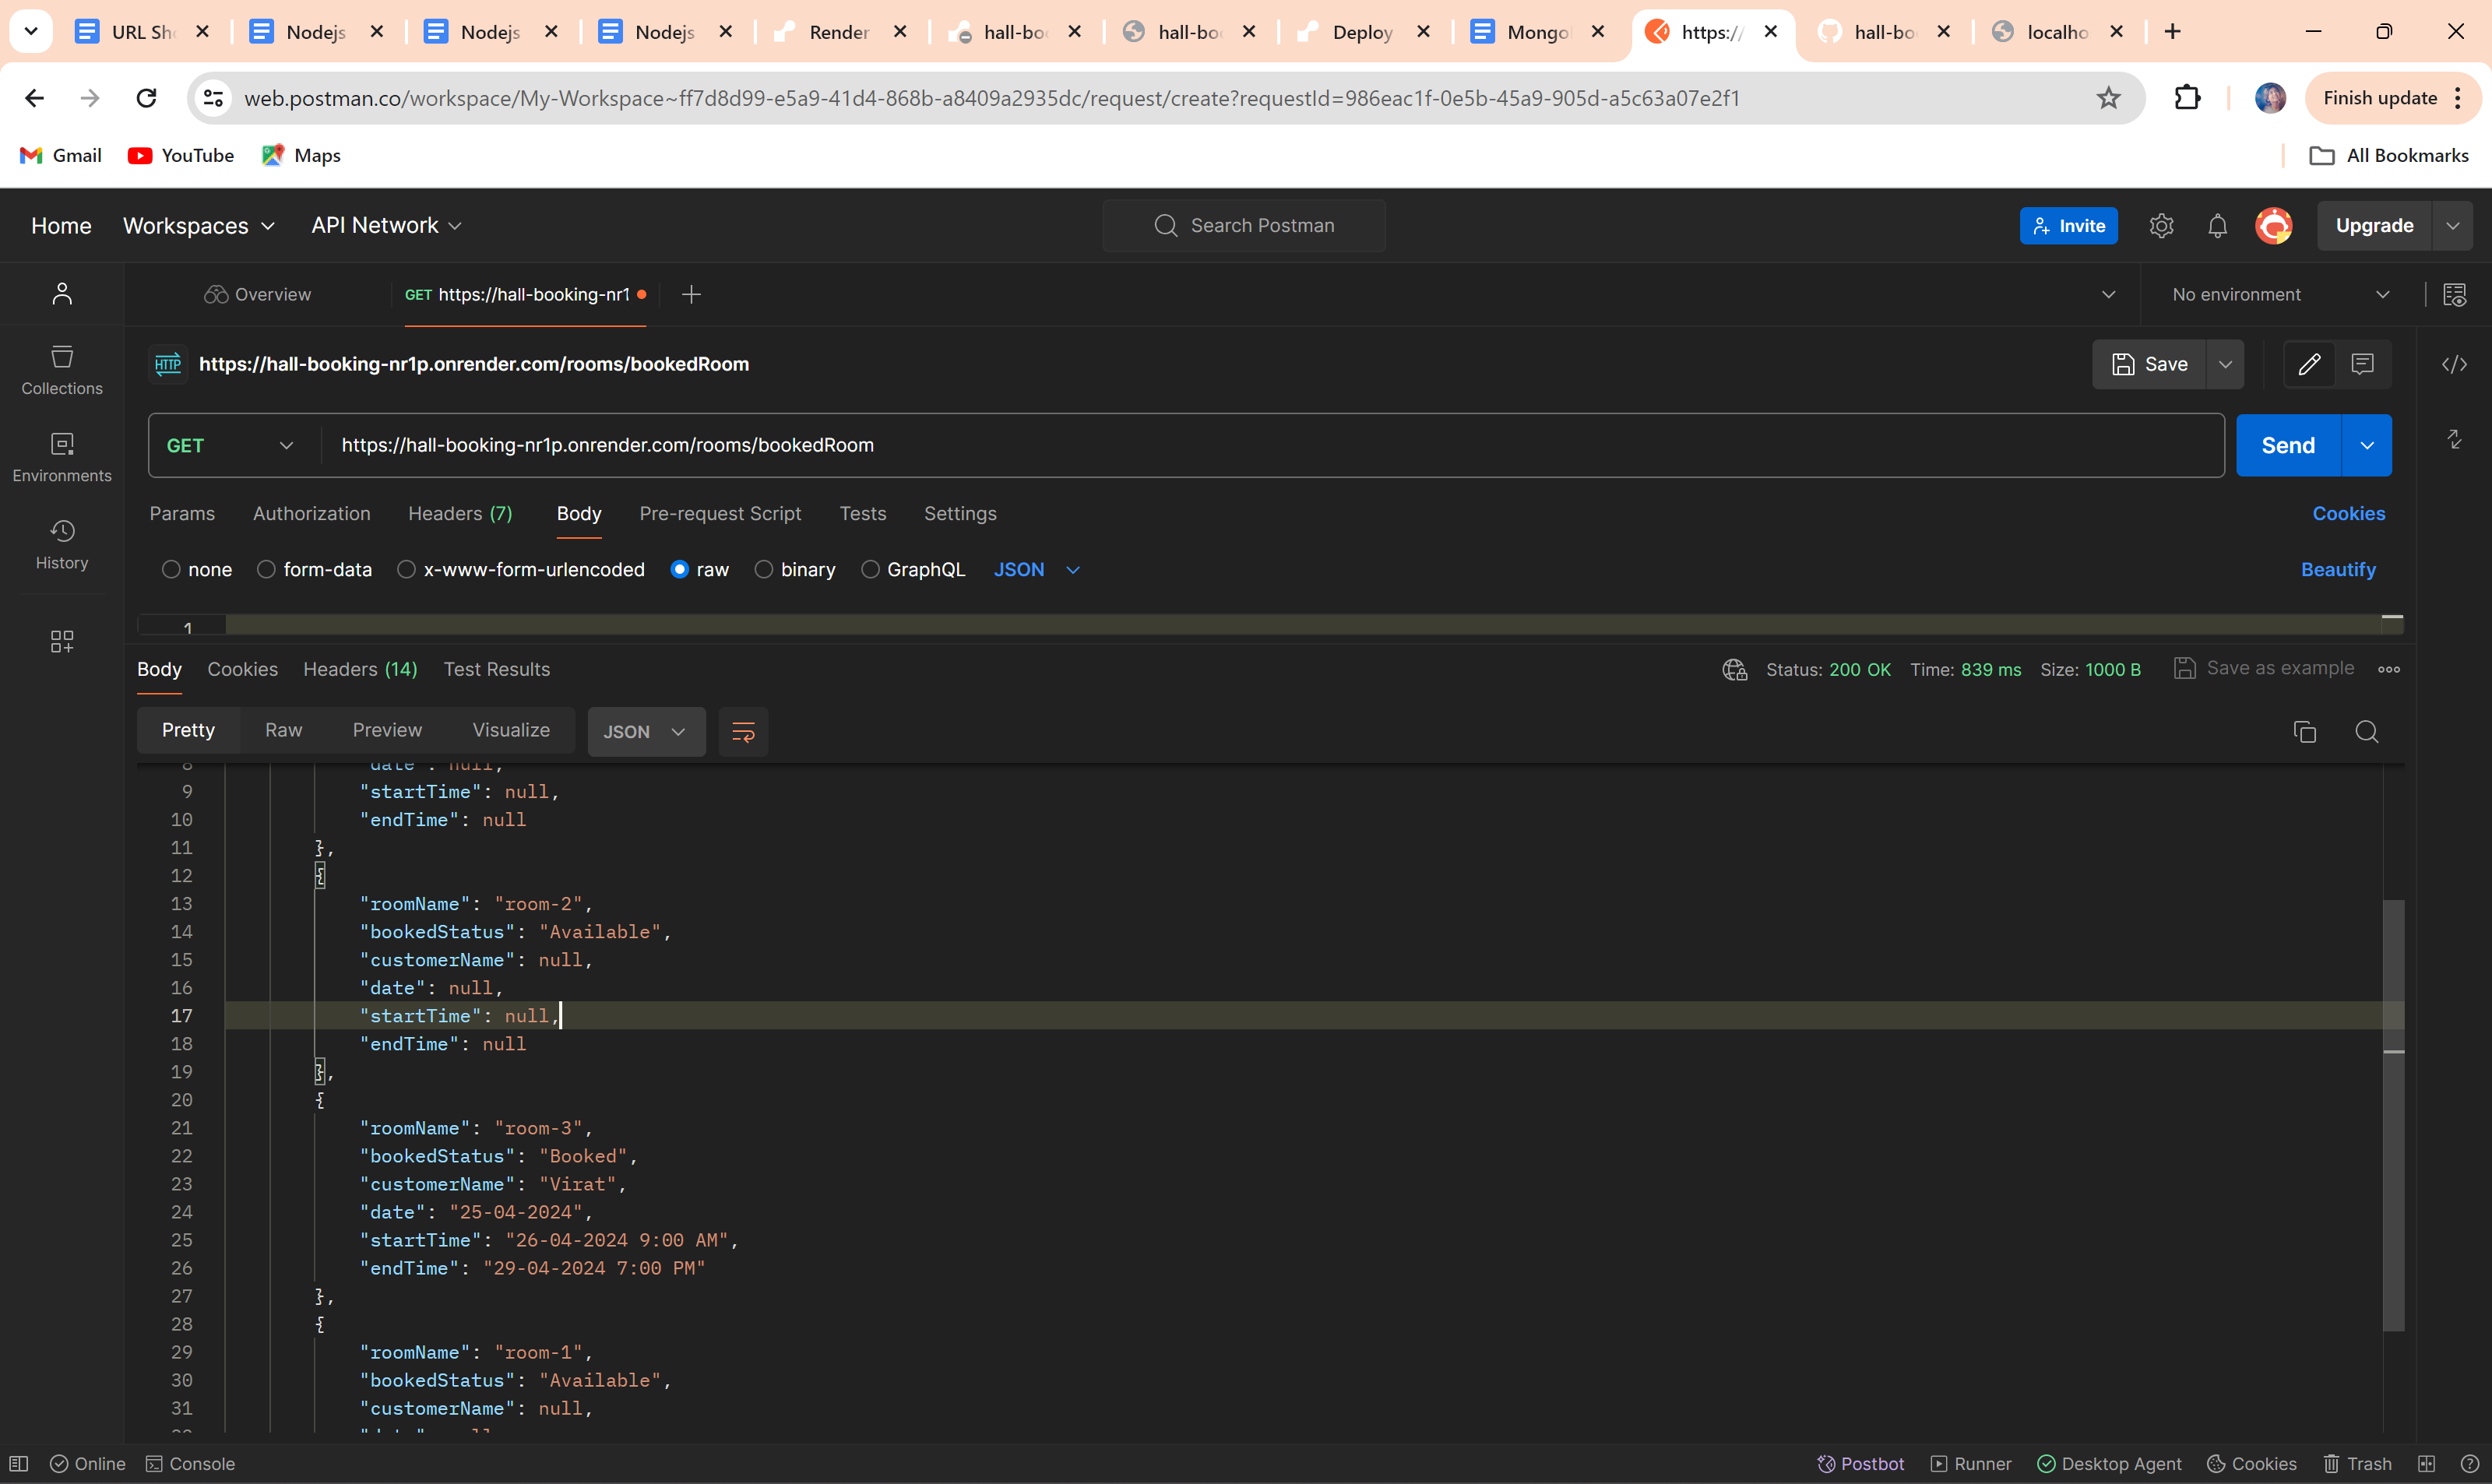 URL Sh Nodejs Nodejs Nodejs Render hall-bo hall-bo Deploy Mongo https:// hall-bo localho
web.postman.co/workspace/My-Workspace~ff7d8d99-e5a9-41d4-868b-a8409a2935dc/request/create?requestId=986eac1f-0e5b-45a9-905d-a5c63a07e2f1 Finish update
Gmail YouTube Maps All Bookmarks
Home Workspaces API Network Search Postman Invite Upgrade
Overview GET https://hall-booking-nr1 No environment
HTTP https://hall-booking-nr1p.onrender.com/rooms/bookedRoom Save
Collections
GET https://hall-booking-nr1p.onrender.com/rooms/bookedRoom Send
Environments
Params Authorization Headers (7) Body Pre-request Script Tests Settings Cookies
History
none form-data x-www-form-urlencoded raw binary GraphQL JSON Beautify
1
Body Cookies Headers (14) Test Results Status: 200 OK Time: 839 ms Size: 1000 B Save as example
Pretty Raw Preview Visualize JSON
8 "date": null,
9 "startTime": null,
10 "endTime": null
11 },
12 {
13 "roomName": "room-2",
14 "bookedStatus": "Available",
15 "customerName": null,
16 "date": null,
17 "startTime": null,
18 "endTime": null
19 },
20 {
21 "roomName": "room-3",
22 "bookedStatus": "Booked",
23 "customerName": "Virat",
24 "date": "25-04-2024",
25 "startTime": "26-04-2024 9:00 AM",
26 "endTime": "29-04-2024 7:00 PM"
27 },
28 {
29 "roomName": "room-1",
30 "bookedStatus": "Available",
31 "customerName": null,
Online Console Postbot Runner Desktop Agent Cookies Trash